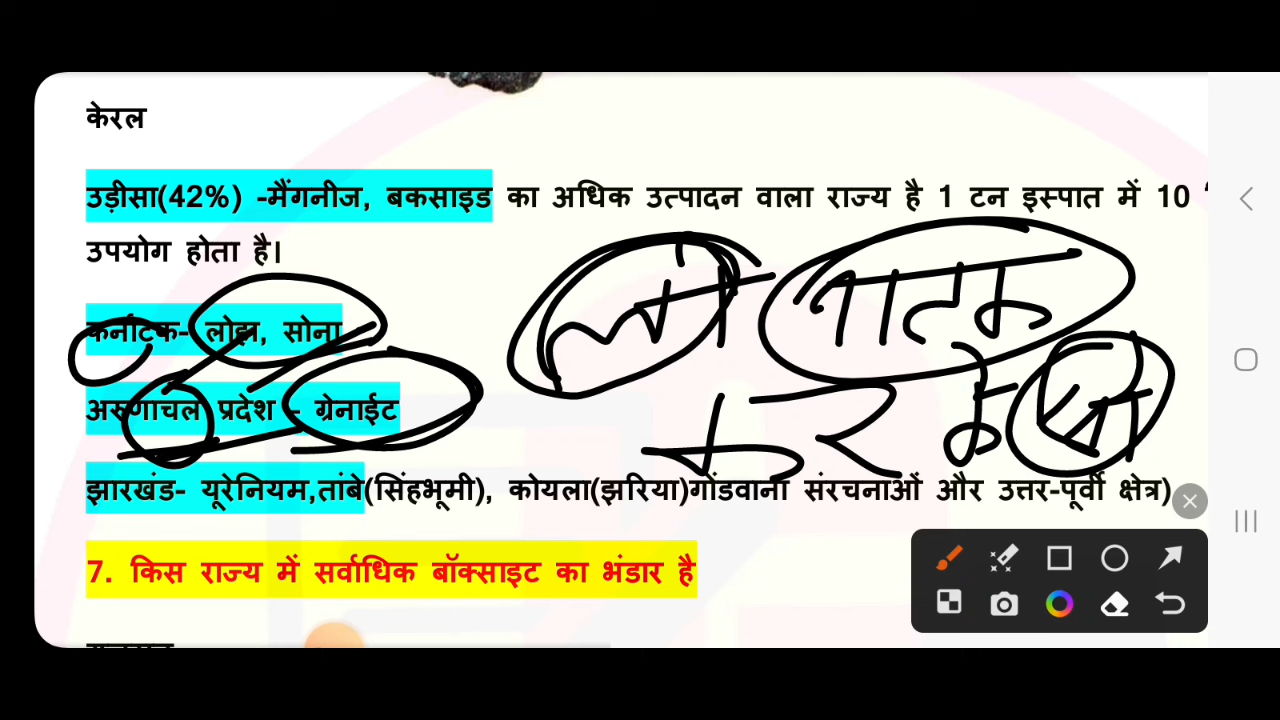 केरल
उड़ीसा(42%) -मैंगनीज, बकसाइड का अधिक उत्पादन वाला राज्य है 1 टन इस्पात में 10
उपयोग होता है।
कर्नाटक- लोहा, सोना
अरुणाचल प्रदेश - ग्रेनाईट
झारखंड- यूरेनियम,तांबे(सिंहभूमी), कोयला(झरिया)गोंडवाना संरचनाओं और उत्तर-पूर्वी क्षेत्र)
7. किस राज्य में सर्वाधिक बॉक्साइट का भंडार है